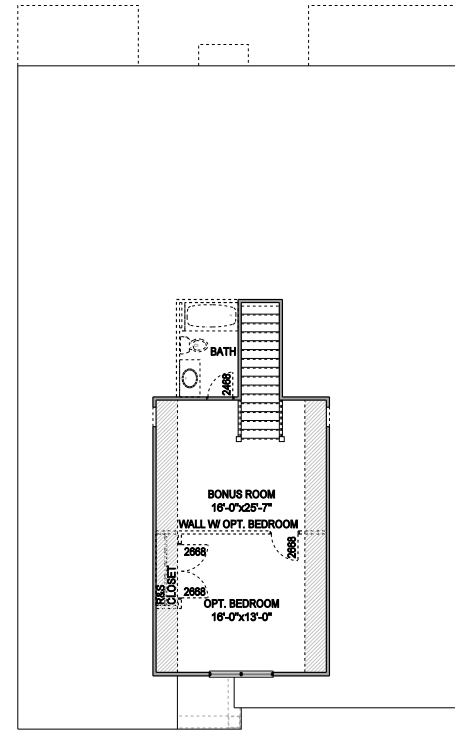 BATH
2468
BONUS ROOM
16'-0"x25'-7"
WALL W/ OPT. BEDROOM
2668
2668
R&S
CLOSET
2668
OPT. BEDROOM
16'-0"x13'-0"